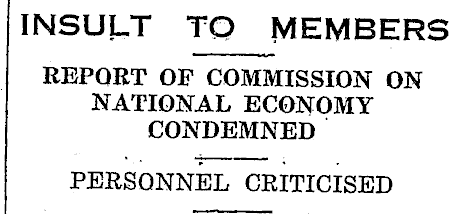 INSULT TO MEMBERS
REPORT OF COMMISSION ON
NATIONAL ECONOMY
CONDEMNED
PERSONNEL CRITICISED